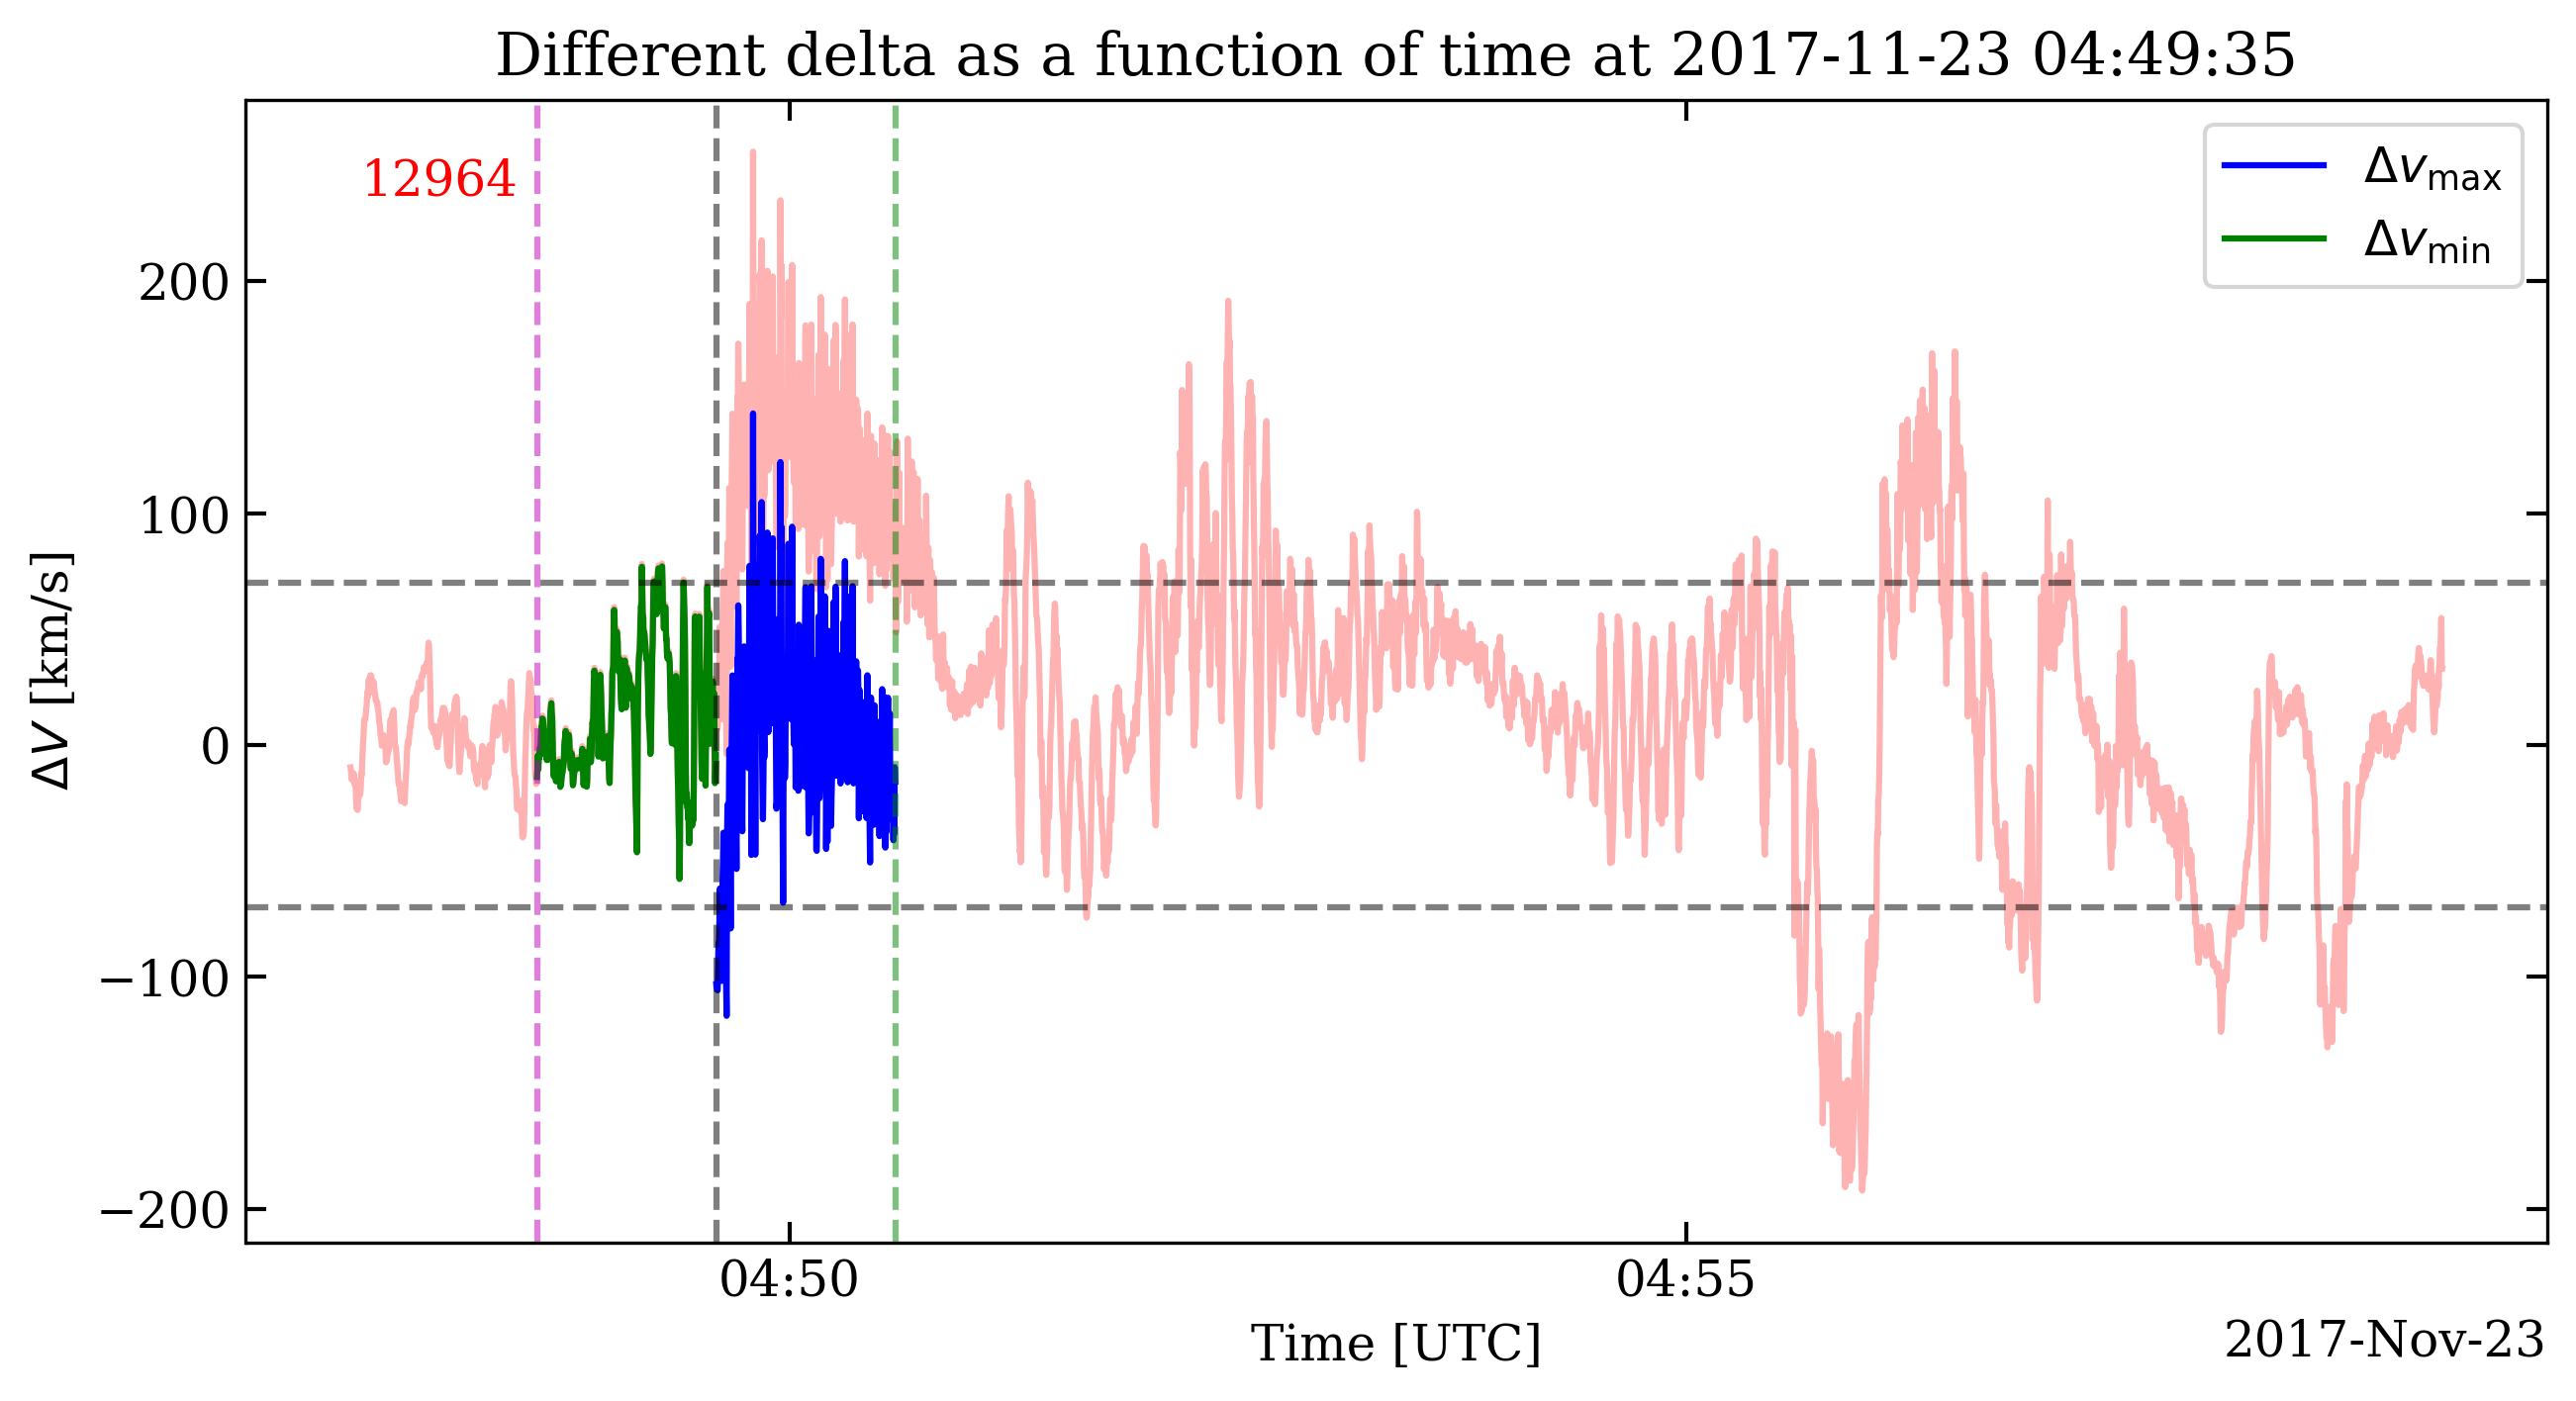 Different delta as a function of time at 2017-11-23 04:49:35
12964
Δvmax
Δvmin
200
100
0
−100
−200
ΔV [km/s]
04:50
04:55
Time [UTC]
2017-Nov-23